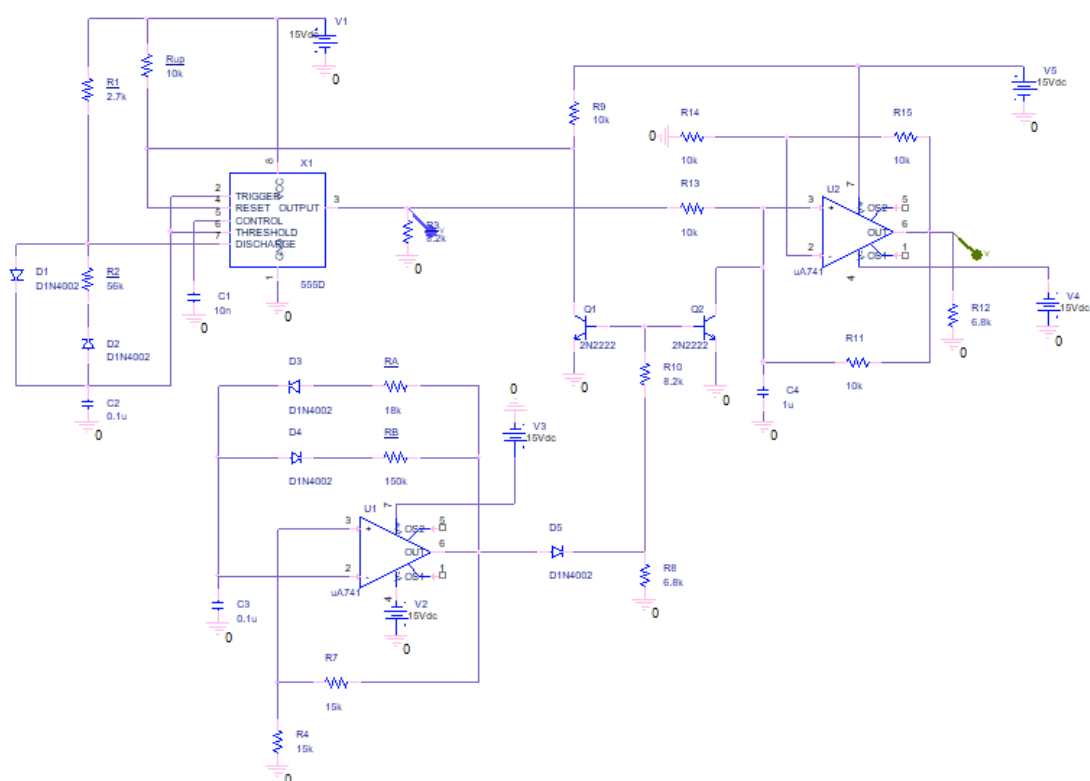 V1
15Vdc
0
Rup
10k
R1
2.7k
X1
8
VCC
2
TRIGGER
4
RESET
OUTPUT
3
5
CONTROL
6
THRESHOLD
7
DISCHARGE
GND
1
555D
0
R3
8.2k
0
D1
D1N4002
R2
56k
D2
D1N4002
C1
10n
0
C2
0.1u
0
R9
10k
V5
15Vdc
0
R14
0
10k
R15
10k
R13
10k
U2
7
3
+
V+
OS2
5
OUT
6
2
-
OS1
1
V-
4
uA741
V
V4
15Vdc
0
R12
6.8k
0
Q1
2N2222
0
Q2
2N2222
0
R11
10k
C4
1u
0
R10
8.2k
D3
D1N4002
RA
18k
D4
D1N4002
RB
150k
0
V3
15Vdc
U1
7
3
+
V+
OS2
5
OUT
6
2
-
OS1
1
V-
4
uA741
V2
15Vdc
0
C3
0.1u
0
D5
D1N4002
R8
6.8k
0
R7
15k
R4
15k
0